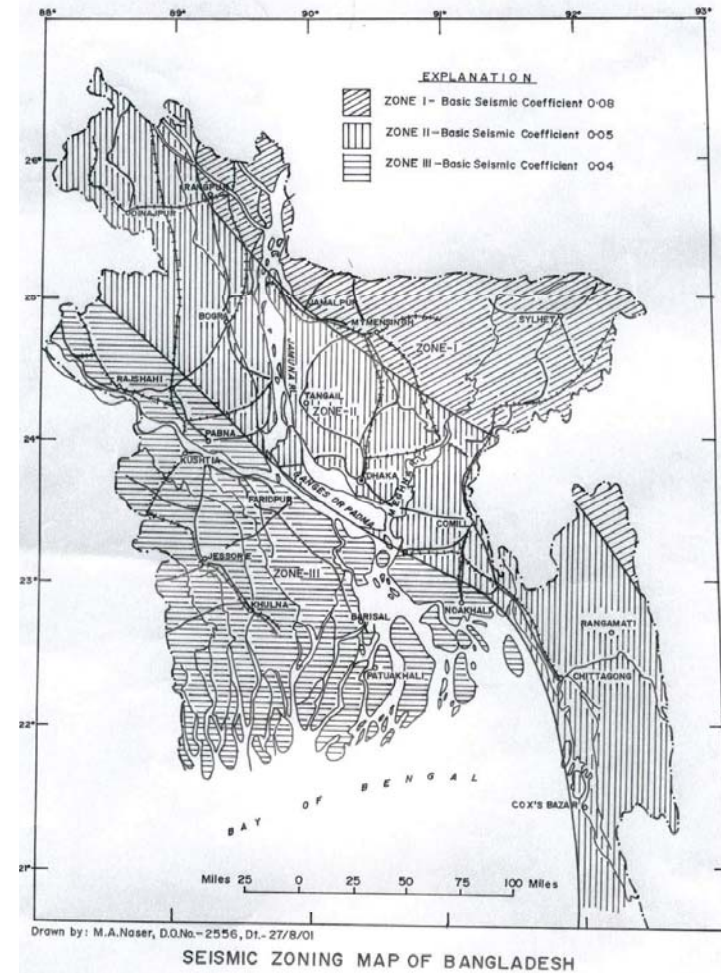 88° 89° 90° 91° 92° 93°
EXPLANATION
ZONE I- Basic Seismic Coefficient 0·08
ZONE II-Basic Seismic Coefficient 0·05
ZONE III-Basic Seismic Coefficient 0·04
26°
RANGPUR
DINAJPUR
25°
JAMALPUR
BOGRA
MYMENSINGH
SYLHET
ZONE-I
JAMUNA R.
RAJSHAHI
TANGAIL
ZONE-II
24°
PABNA
KUSHTIA
DHAKA
GANGES OR PADMA
MEGHNA
FARIDPUR
COMILL
JESSORE
ZONE-III
23°
KHULNA
NOAKHALI
BARISAL
RANGAMATI
PATUAKHALI
CHITTAGONG
22°
BAY OF BENGAL
COX'S BAZAR
21°
Miles 25 0 25 50 100 Miles
Drawn by: M.A.Naser, D.O.No.-2556, Dt.-27/8/01
SEISMIC ZONING MAP OF BANGLADESH